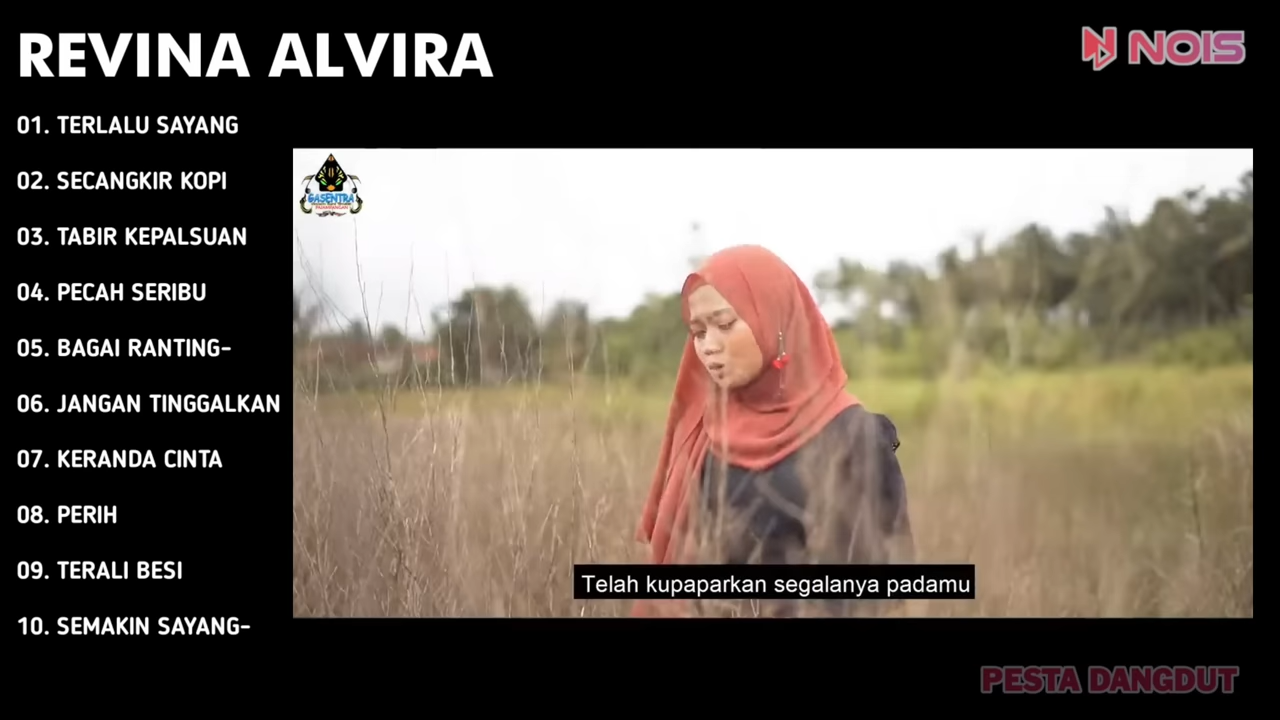 REVINA ALVIRA
NOIS
01. TERLALU SAYANG
02. SECANGKIR KOPI
03. TABIR KEPALSUAN
04. PECAH SERIBU
05. BAGAI RANTING-
06. JANGAN TINGGALKAN
07. KERANDA CINTA
08. PERIH
09. TERALI BESI
10. SEMAKIN SAYANG-
GASENTRA
Telah kupaparkan segalanya padamu
PESTA DANGDUT